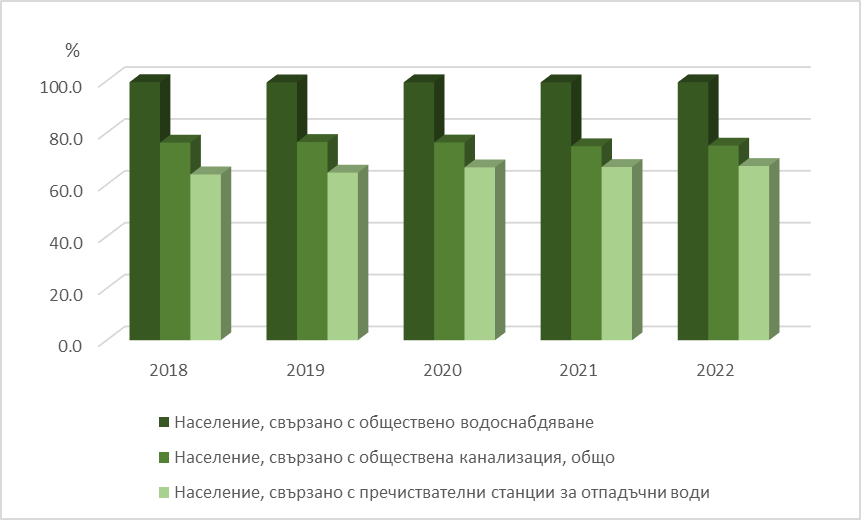 %
100.0
80.0
60.0
40.0
20.0
0.0
2018 2019 2020 2021 2022
Население, свързано с обществено водоснабдяване
Население, свързано с обществена канализация, общо
Население, свързано с пречиствателни станции за отпадъчни води